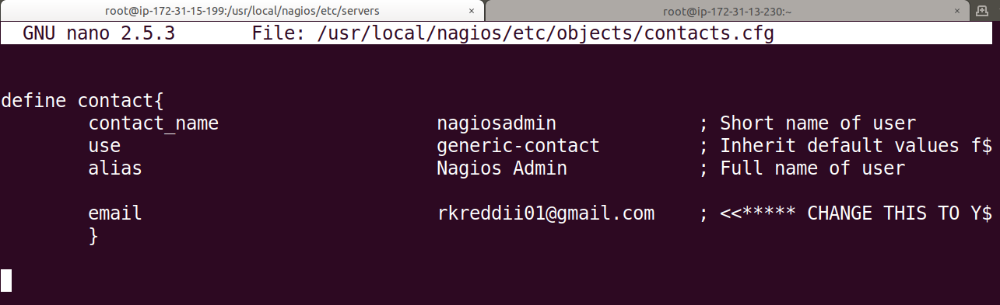 root@ip-172-31-15-199:/usr/local/nagios/etc/servers × root@ip-172-31-13-230:~ ×
GNU nano 2.5.3 File: /usr/local/nagios/etc/objects/contacts.cfg
define contact{
contact_name nagiosadmin ; Short name of user
use generic-contact ; Inherit default values f$
alias Nagios Admin ; Full name of user
email rkreddii01@gmail.com ; <<***** CHANGE THIS TO Y$
}